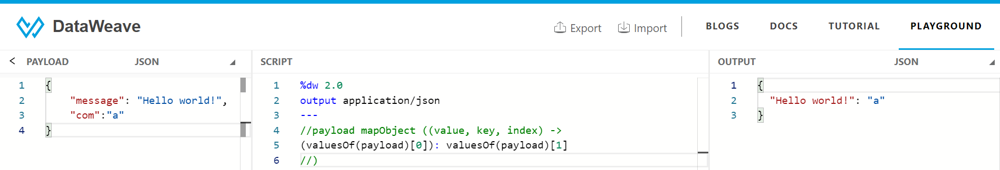 DataWeave
Export Import BLOGS DOCS TUTORIAL PLAYGROUND
< PAYLOAD JSON
1 {
2 "message": "Hello world!",
3 "com":"a"
4 }
SCRIPT
1 %dw 2.0
2 output application/json
3 ---
4 //payload mapObject ((value, key, index) ->
5 (valuesOf(payload)[0]): valuesOf(payload)[1]
6 //)
OUTPUT JSON
1 {
2 "Hello world!": "a"
3 }